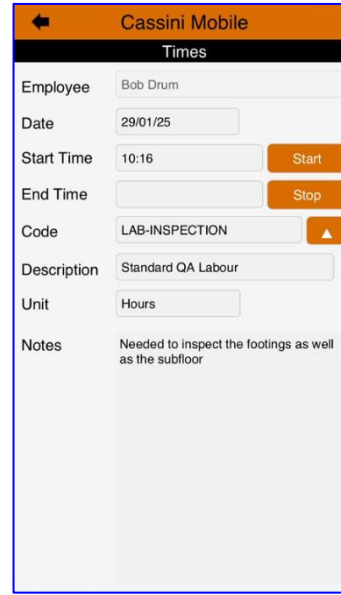 Cassini Mobile
Times
Employee Bob Drum
Date 29/01/25
Start Time 10:16 Start
End Time Stop
Code LAB-INSPECTION
Description Standard QA Labour
Unit Hours
Notes Needed to inspect the footings as well
as the subfloor